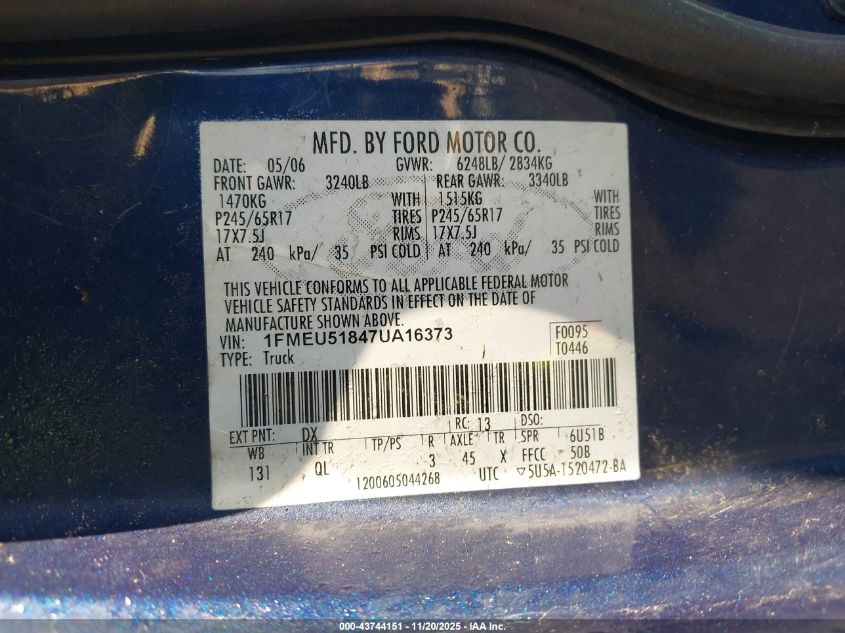 MFD. BY FORD MOTOR CO.
DATE: 05/06 GVWR: 6248LB/ 2834KG
FRONT GAWR: 3240LB REAR GAWR: 3340LB
1470KG WITH 1515KG WITH
P245/65R17 TIRES P245/65R17 TIRES
17X7.5J RIMS 17X7.5J RIMS
AT 240 kPa/ 35 PSI COLD AT 240 kPa/ 35 PSI COLD
THIS VEHICLE CONFORMS TO ALL APPLICABLE FEDERAL MOTOR
VEHICLE SAFETY STANDARDS IN EFFECT ON THE DATE OF
MANUFACTURE SHOWN ABOVE.
VIN: 1FMEU51847UA16373 F0095
TYPE: Truck T0446
EXT PNT: DX RC: 13 DSO:
WB INT TR TP/PS R AXLE TR SPR 6U51B
131 QL 3 45 X FFCC 50B
1200605044268 UTC ▽5U5A-1520472-BA
000-43744151 - 11/20/2025 - IAA Inc.